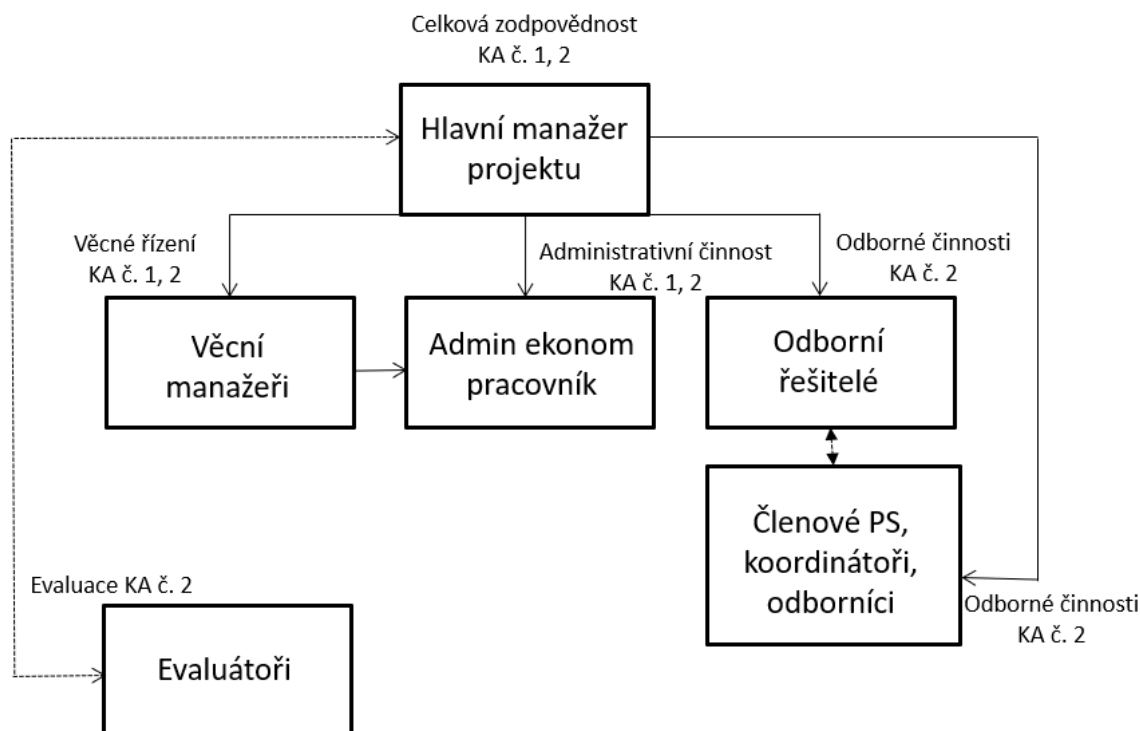 Celková zodpovědnost
KA č. 1, 2
Hlavní manažer
projektu
Věcné řízení
KA č. 1, 2
Administrativní činnost
KA č. 1, 2
Odborné činnosti
KA č. 2
Věcní
manažeři
Admin ekonom
pracovník
Odborní
řešitelé
Členové PS,
koordinátoři,
odborníci
Odborné činnosti
KA č. 2
Evaluace KA č. 2
Evaluátoři